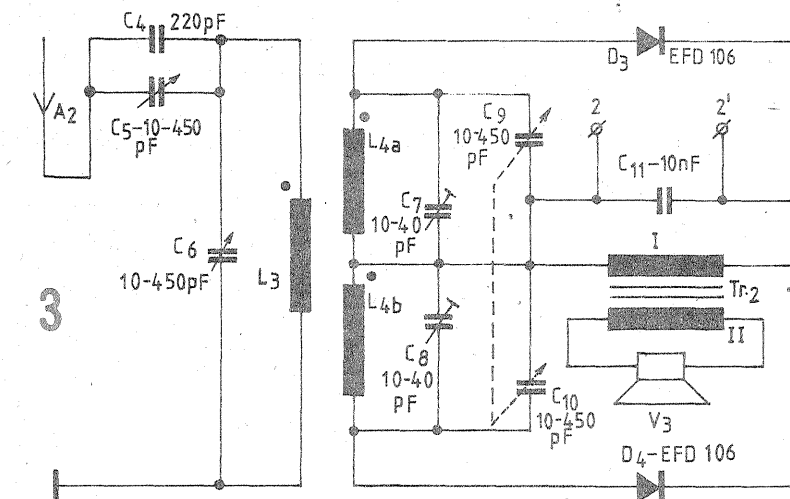 C4 220pF
A2
C5-10-450
pF
C6
10-450pF
L3
3
D3 EFD 106
L4a
C7
10-40
pF
C9
10-450
pF
2
2'
C11-10nF
L4b
C8
10-40
pF
C10
10-450
pF
I
Tr.2
II
V3
D4-EFD 106